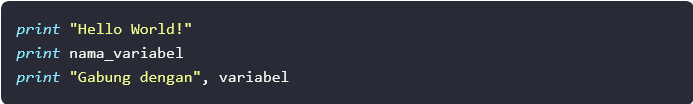 print "Hello World!"
print nama_variabel
print "Gabung dengan", variabel